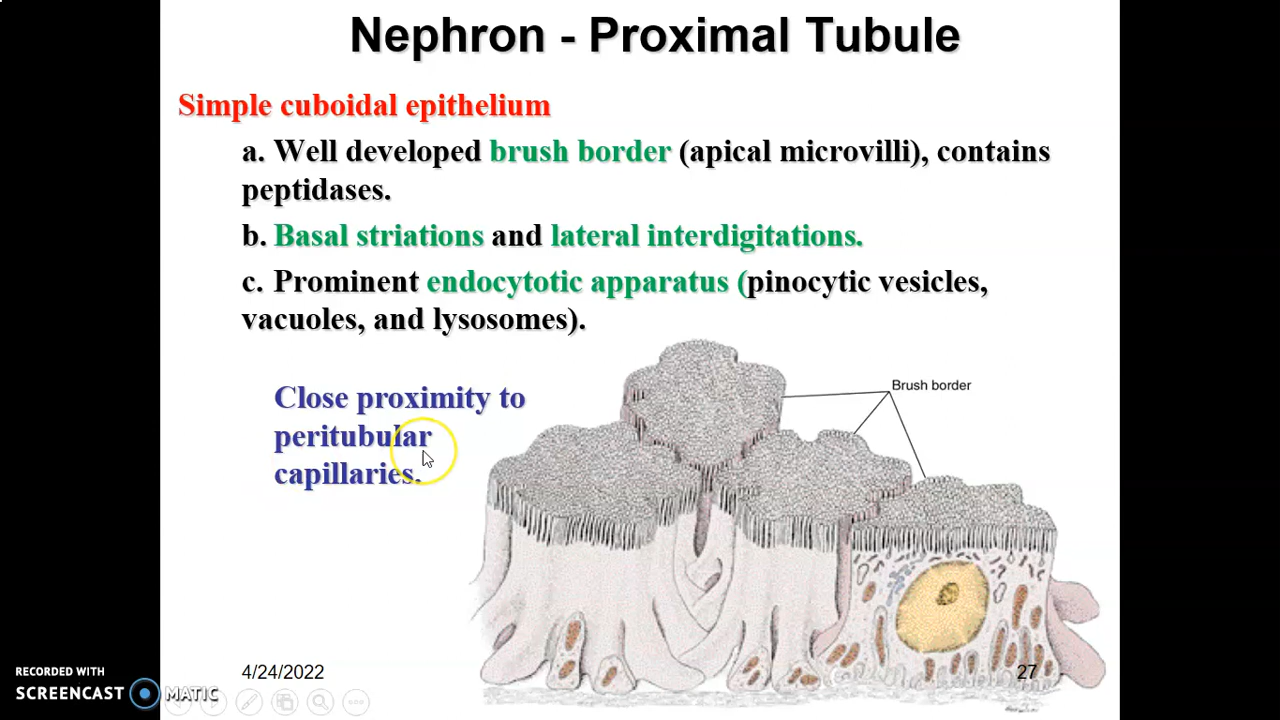 Nephron - Proximal Tubule
Simple cuboidal epithelium
a. Well developed brush border (apical microvilli), contains
peptidases.
b. Basal striations and lateral interdigitations.
c. Prominent endocytotic apparatus (pinocytic vesicles,
vacuoles, and lysosomes).
Close proximity to
peritubular
capillaries.
Brush border
4/24/2022
27
RECORDED WITH
SCREENCAST MATIC